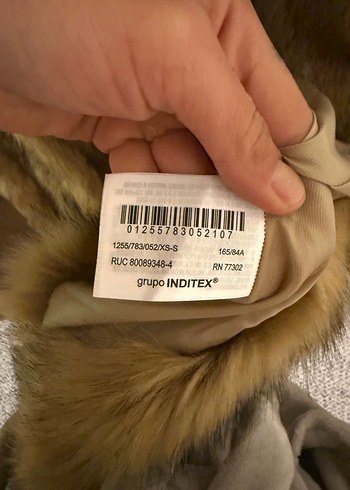 01255783052107
1255/783/052/XS-S 165/84A
RUC 80089348-4 RN 77302
grupo INDITEX®